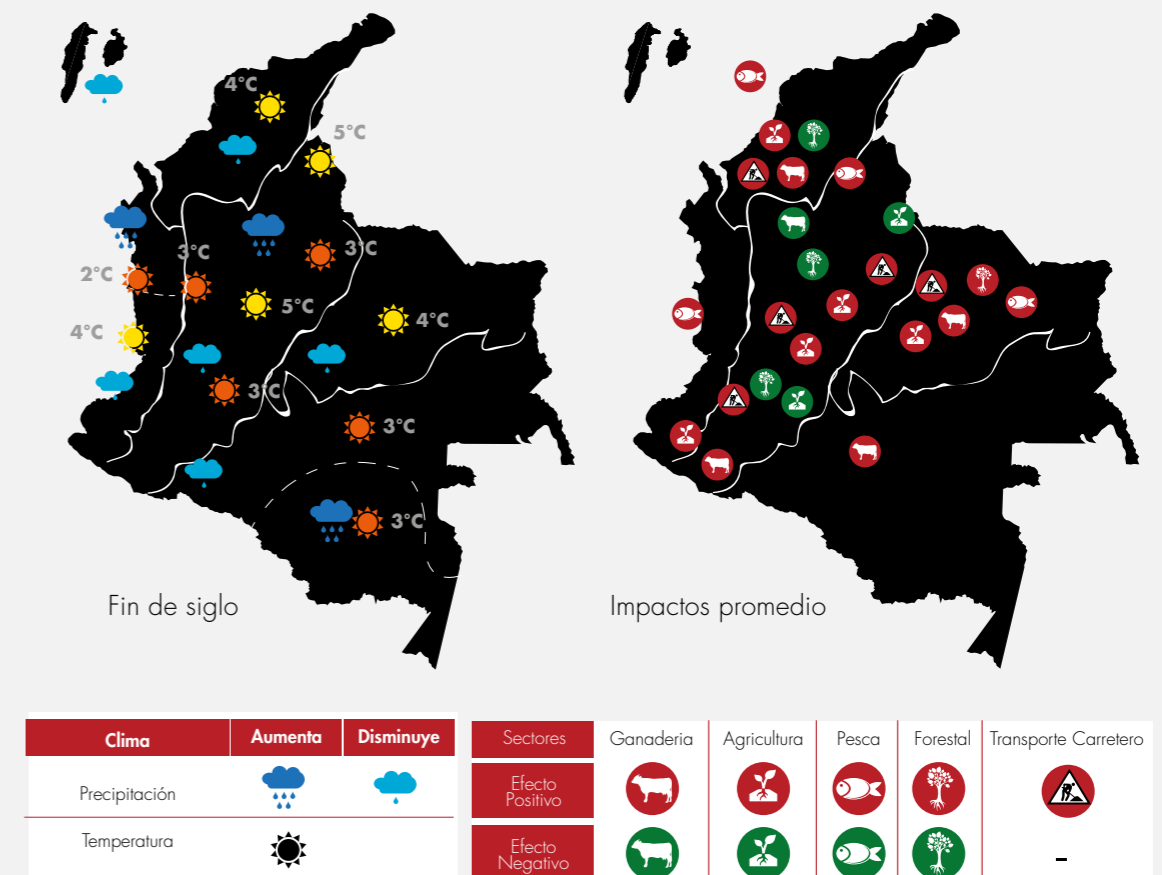 4°C
5°C
3°C
3°C
2°C
5°C
4°C
4°C
3°C
3°C
3°C
Fin de siglo
Impactos promedio
Clima
Aumenta
Disminuye
Precipitación
Temperatura
Sectores
Ganaderia
Agricultura
Pesca
Forestal
Transporte Carretero
Efecto
Positivo
Efecto
Negativo
-